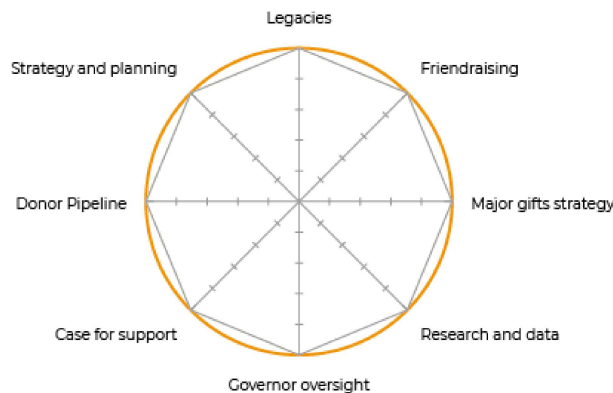 Legacies
Strategy and planning
Friendraising
Donor Pipeline
Major gifts strategy
Case for support
Research and data
Governor oversight